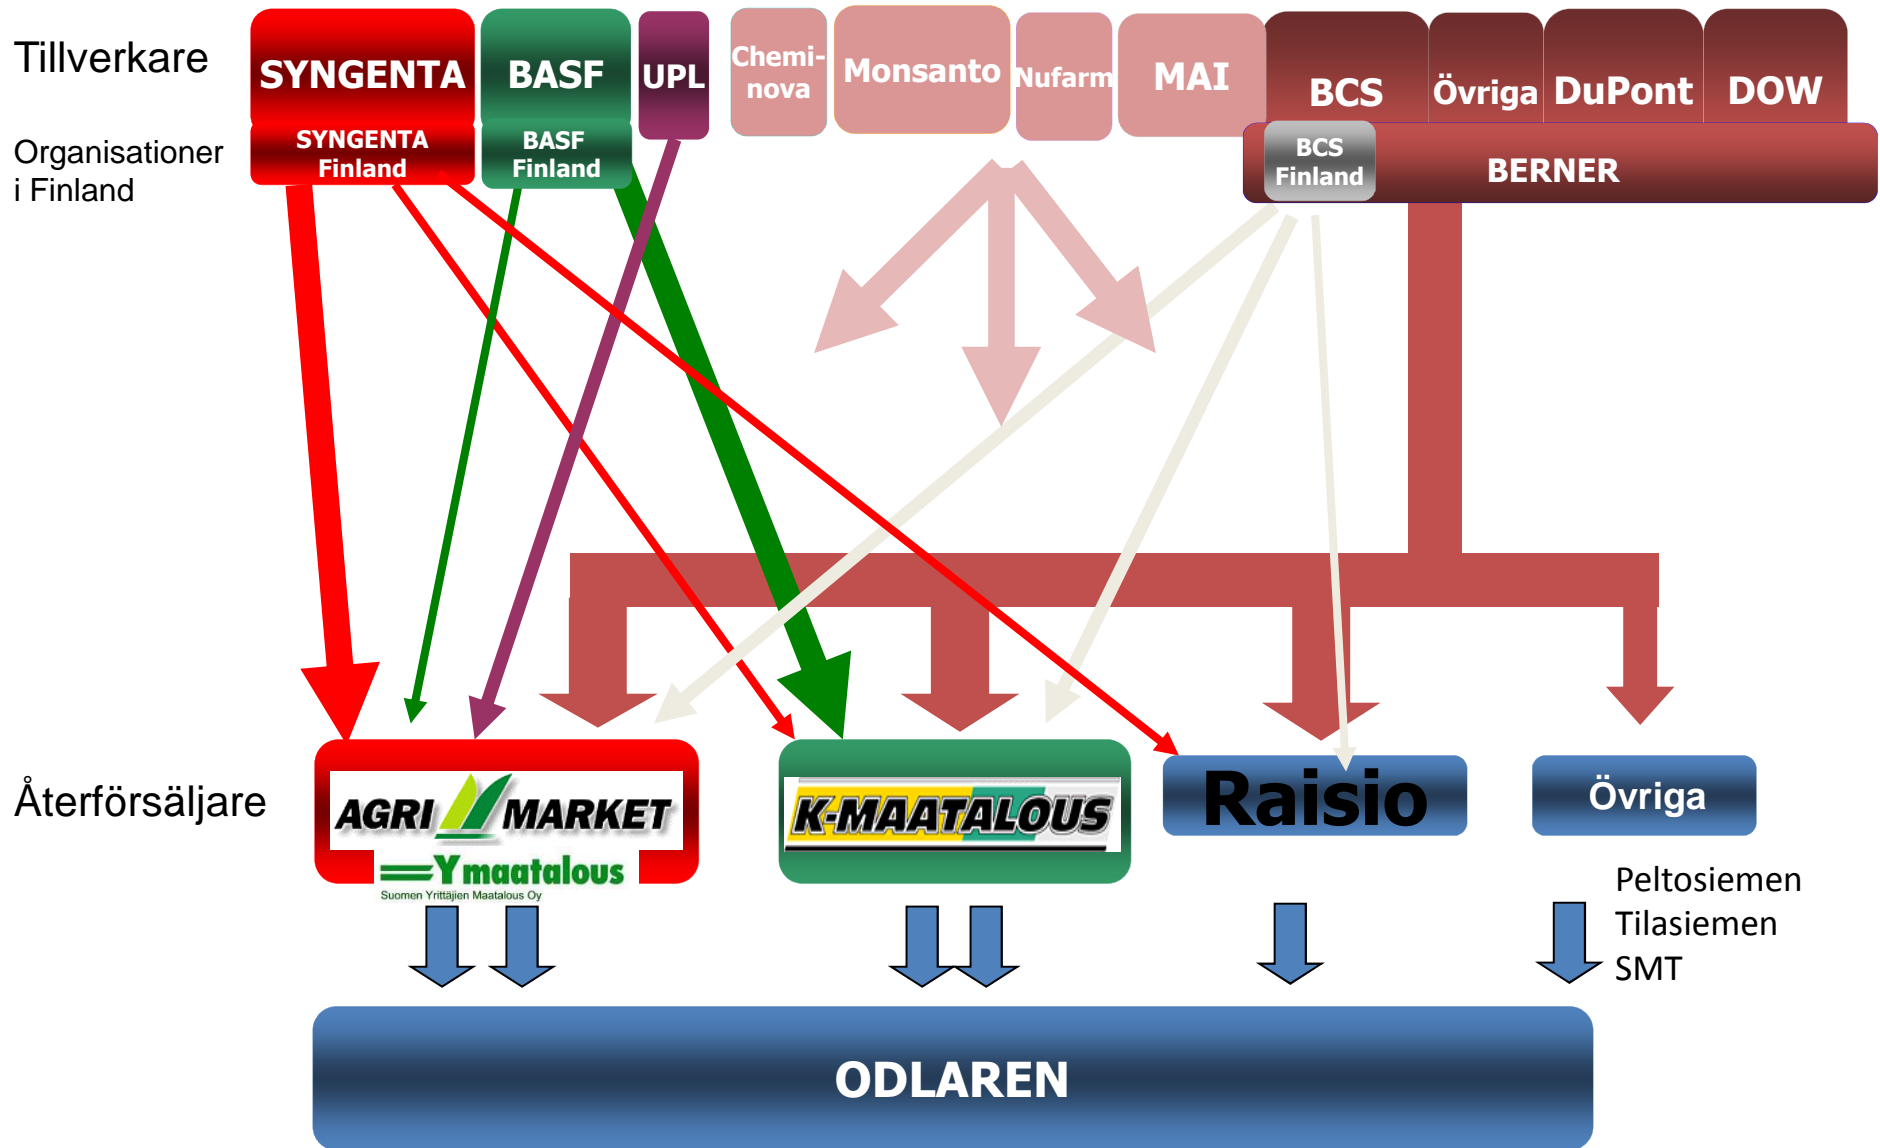 Tillverkare
SYNGENTA
BASF
UPL
Chemi-
nova
Monsanto
Nufarm
MAI
BCS
Övriga
DuPont
DOW
Organisationer
i Finland
SYNGENTA
Finland
BASF
Finland
BCS
Finland
BERNER
Återförsäljare
AGRI MARKET
Ymaatalous
Suomen Yrittäjien Maatalous Oy
K-MAATALOUS
Raisio
Övriga
Peltosiemen
Tilasiemen
SMT
ODLAREN